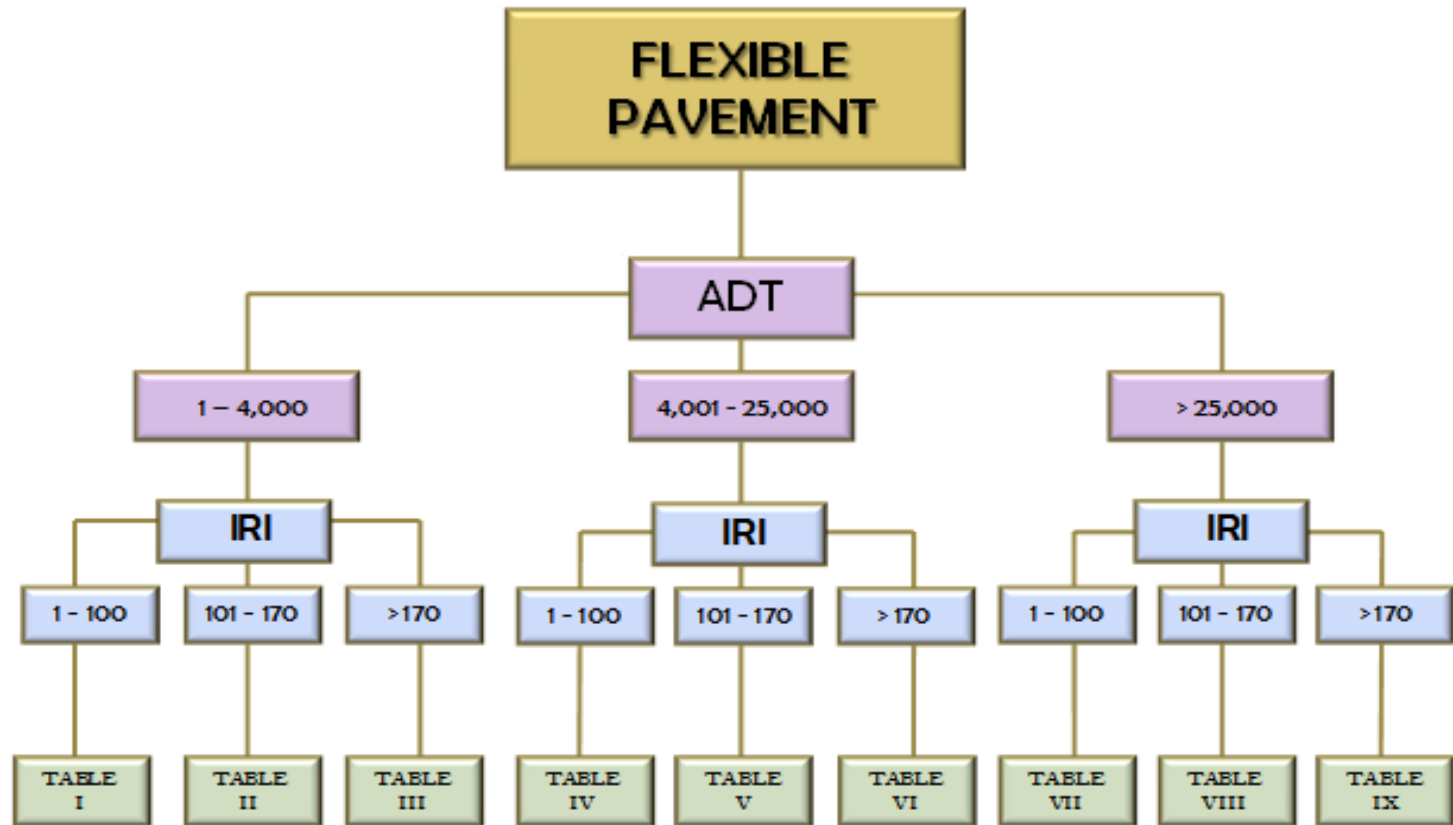 FLEXIBLE
PAVEMENT
ADT
1 – 4,000
4,001 - 25,000
> 25,000
IRI
IRI
IRI
1 - 100
101 - 170
>170
1 - 100
101 - 170
> 170
1 - 100
101 - 170
>170
TABLE
I
TABLE
II
TABLE
III
TABLE
IV
TABLE
V
TABLE
VI
TABLE
VII
TABLE
VIII
TABLE
IX